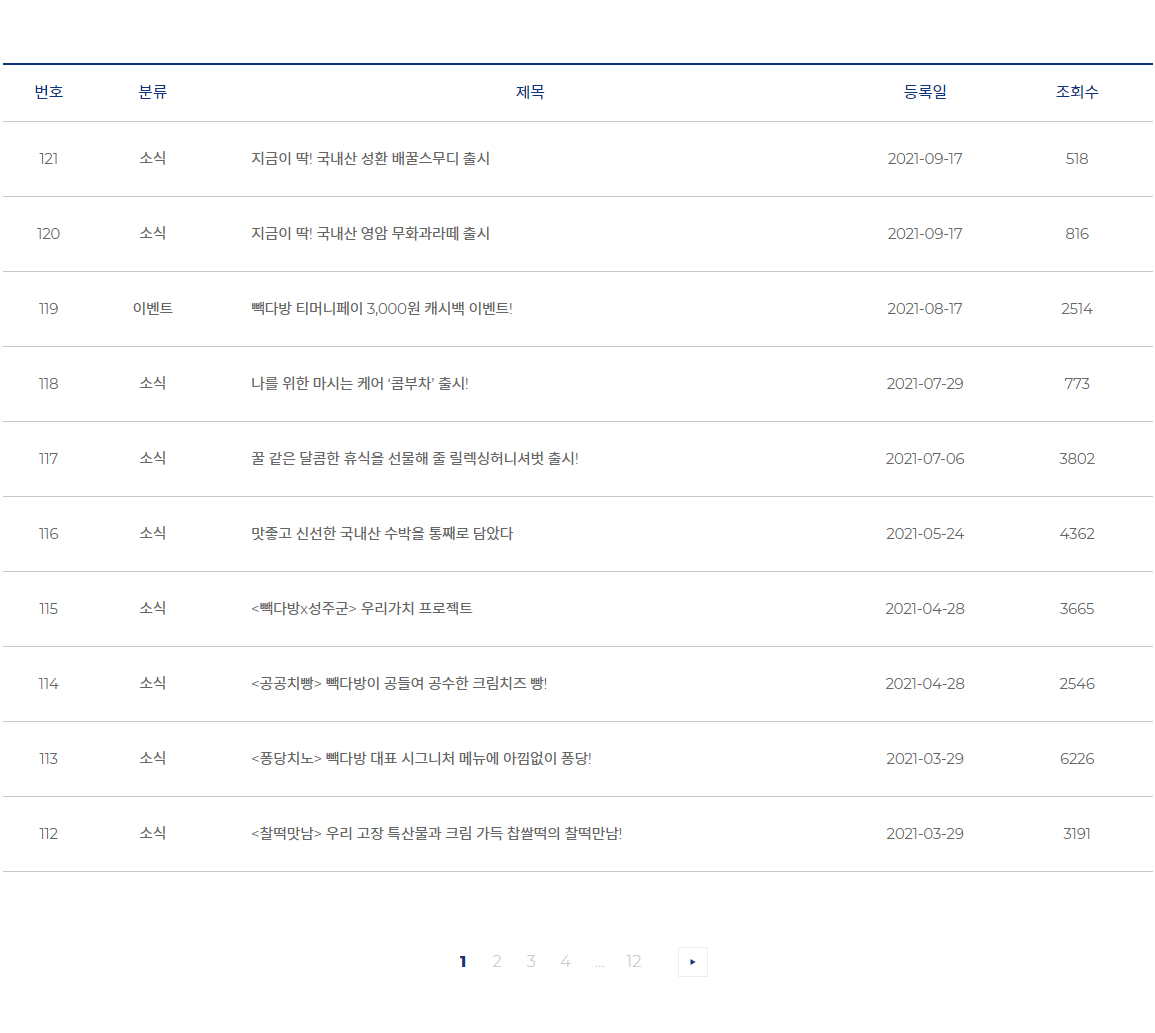 번호 분류 제목 등록일 조회수
121 소식 지금이 딱! 국내산 성환 배꿀스무디 출시 2021-09-17 518
120 소식 지금이 딱! 국내산 영암 무화과라떼 출시 2021-09-17 816
119 이벤트 빽다방 티머니페이 3,000원 캐시백 이벤트! 2021-08-17 2514
118 소식 나를 위한 마시는 케어 ‘콤부차’ 출시! 2021-07-29 773
117 소식 꿀 같은 달콤한 휴식을 선물해 줄 릴렉싱허니셔벗 출시! 2021-07-06 3802
116 소식 맛좋고 신선한 국내산 수박을 통째로 담았다 2021-05-24 4362
115 소식 <빽다방x성주군> 우리가치 프로젝트 2021-04-28 3665
114 소식 <공공치빵> 빽다방이 공들여 공수한 크림치즈 빵! 2021-04-28 2546
113 소식 <퐁당치노> 빽다방 대표 시그니처 메뉴에 아낌없이 퐁당! 2021-03-29 6226
112 소식 <찰떡맛남> 우리 고장 특산물과 크림 가득 찹쌀떡의 찰떡만남! 2021-03-29 3191
1 2 3 4 ... 12